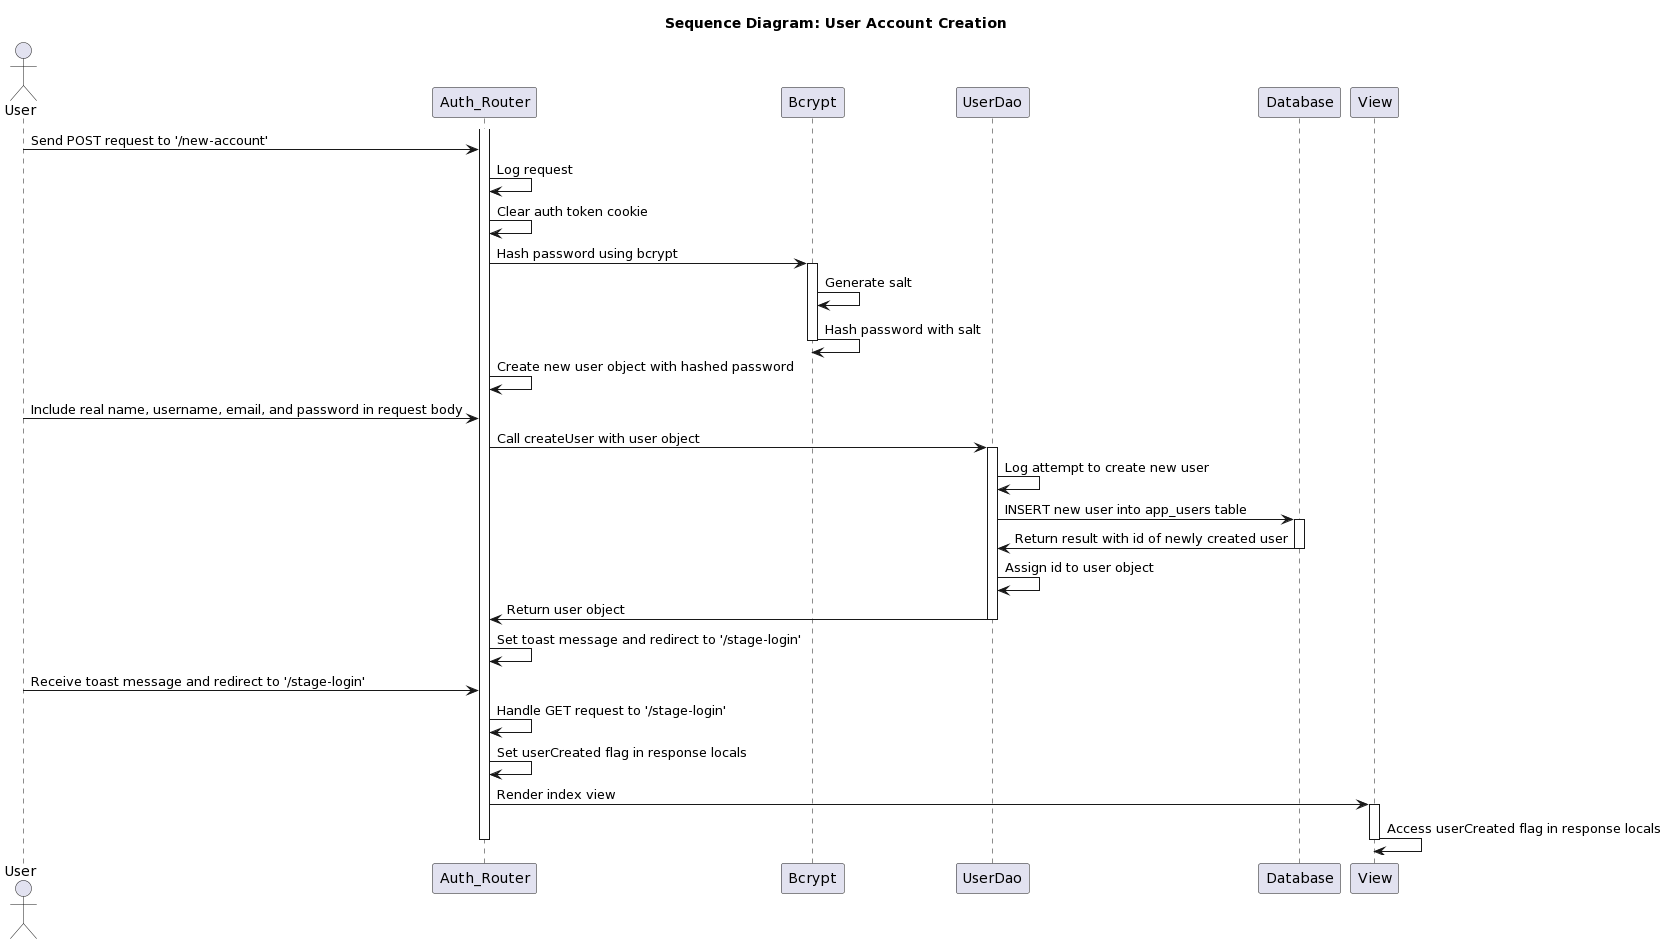 Sequence Diagram: User Account Creation
User
Auth_Router
Bcrypt
UserDao
Database
View
Send POST request to '/new-account'
Log request
Clear auth token cookie
Hash password using bcrypt
Generate salt
Hash password with salt
Create new user object with hashed password
Include real name, username, email, and password in request body
Call createUser with user object
Log attempt to create new user
INSERT new user into app_users table
Return result with id of newly created user
Assign id to user object
Return user object
Set toast message and redirect to '/stage-login'
Receive toast message and redirect to '/stage-login'
Handle GET request to '/stage-login'
Set userCreated flag in response locals
Render index view
Access userCreated flag in response locals
User
Auth_Router
Bcrypt
UserDao
Database
View